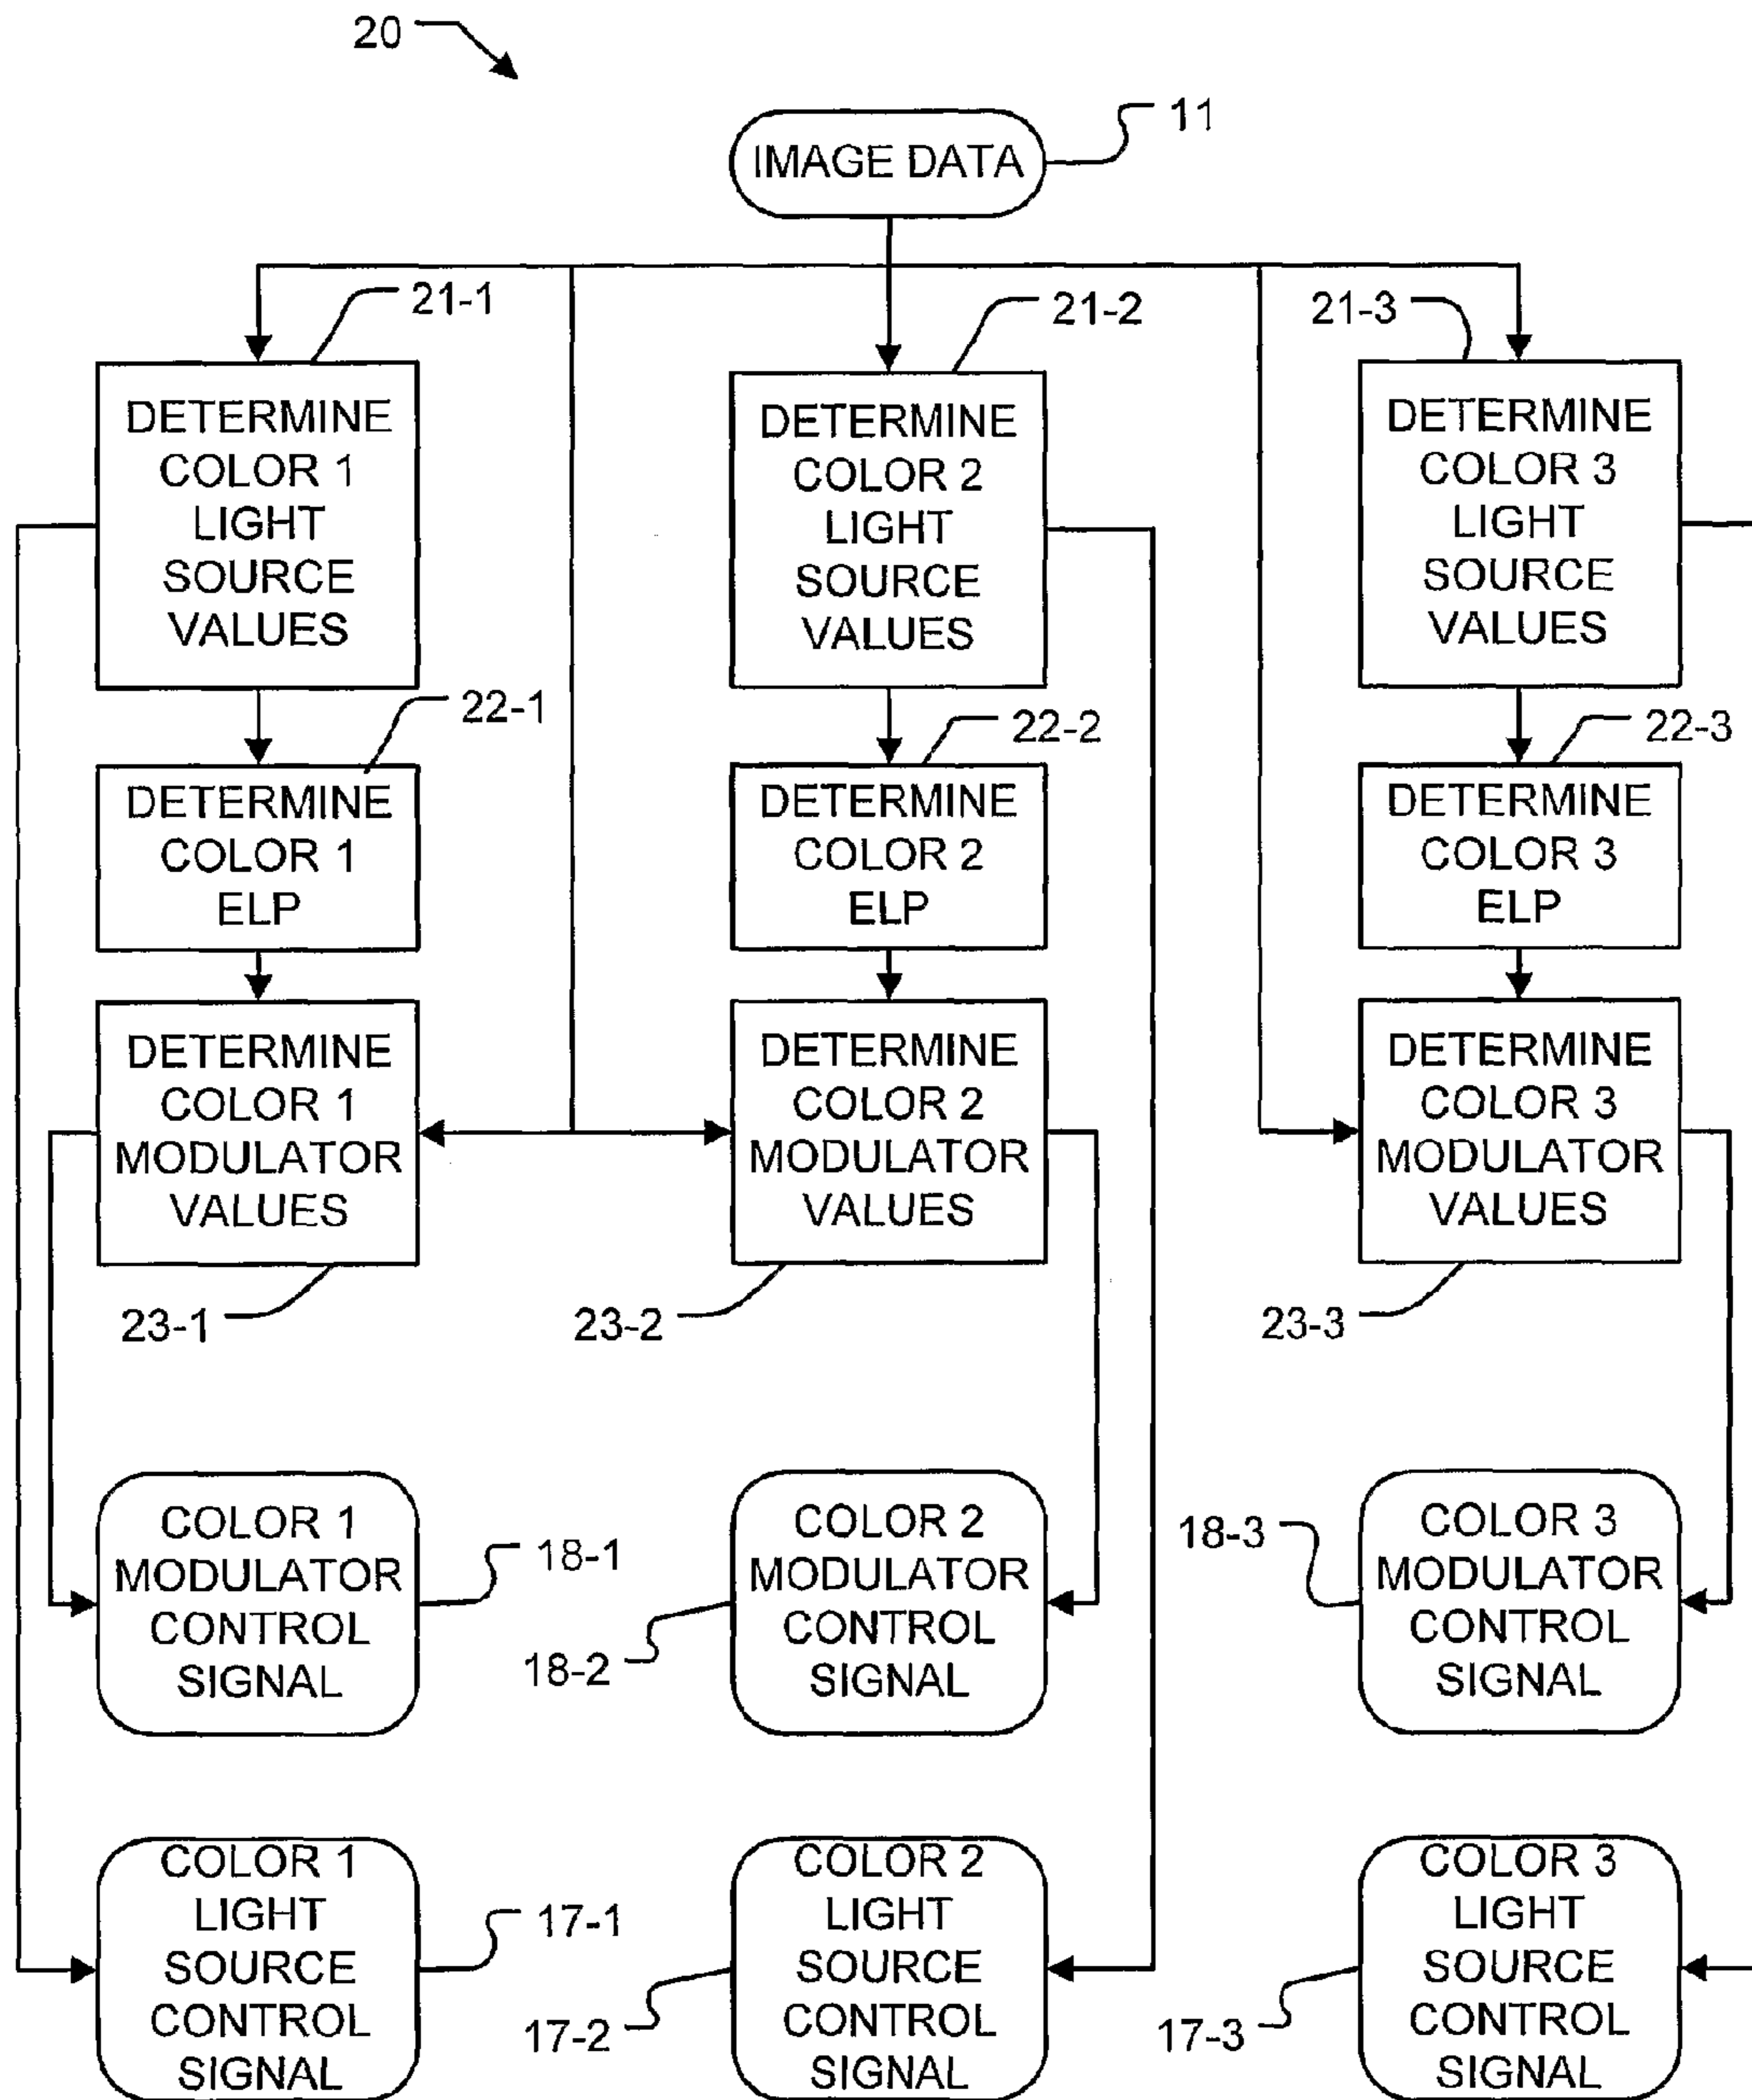 20
IMAGE DATA
11
21-1
21-2
21-3
DETERMINE
COLOR 1
LIGHT
SOURCE
VALUES
DETERMINE
COLOR 2
LIGHT
SOURCE
VALUES
DETERMINE
COLOR 3
LIGHT
SOURCE
VALUES
22-1
22-2
22-3
DETERMINE
COLOR 1
ELP
DETERMINE
COLOR 2
ELP
DETERMINE
COLOR 3
ELP
DETERMINE
COLOR 1
MODULATOR
VALUES
DETERMINE
COLOR 2
MODULATOR
VALUES
DETERMINE
COLOR 3
MODULATOR
VALUES
23-1
23-2
23-3
COLOR 1
MODULATOR
CONTROL
SIGNAL
18-1
18-2
COLOR 2
MODULATOR
CONTROL
SIGNAL
18-3
COLOR 3
MODULATOR
CONTROL
SIGNAL
COLOR 1
LIGHT
SOURCE
CONTROL
SIGNAL
17-1
17-2
COLOR 2
LIGHT
SOURCE
CONTROL
SIGNAL
17-3
COLOR 3
LIGHT
SOURCE
CONTROL
SIGNAL